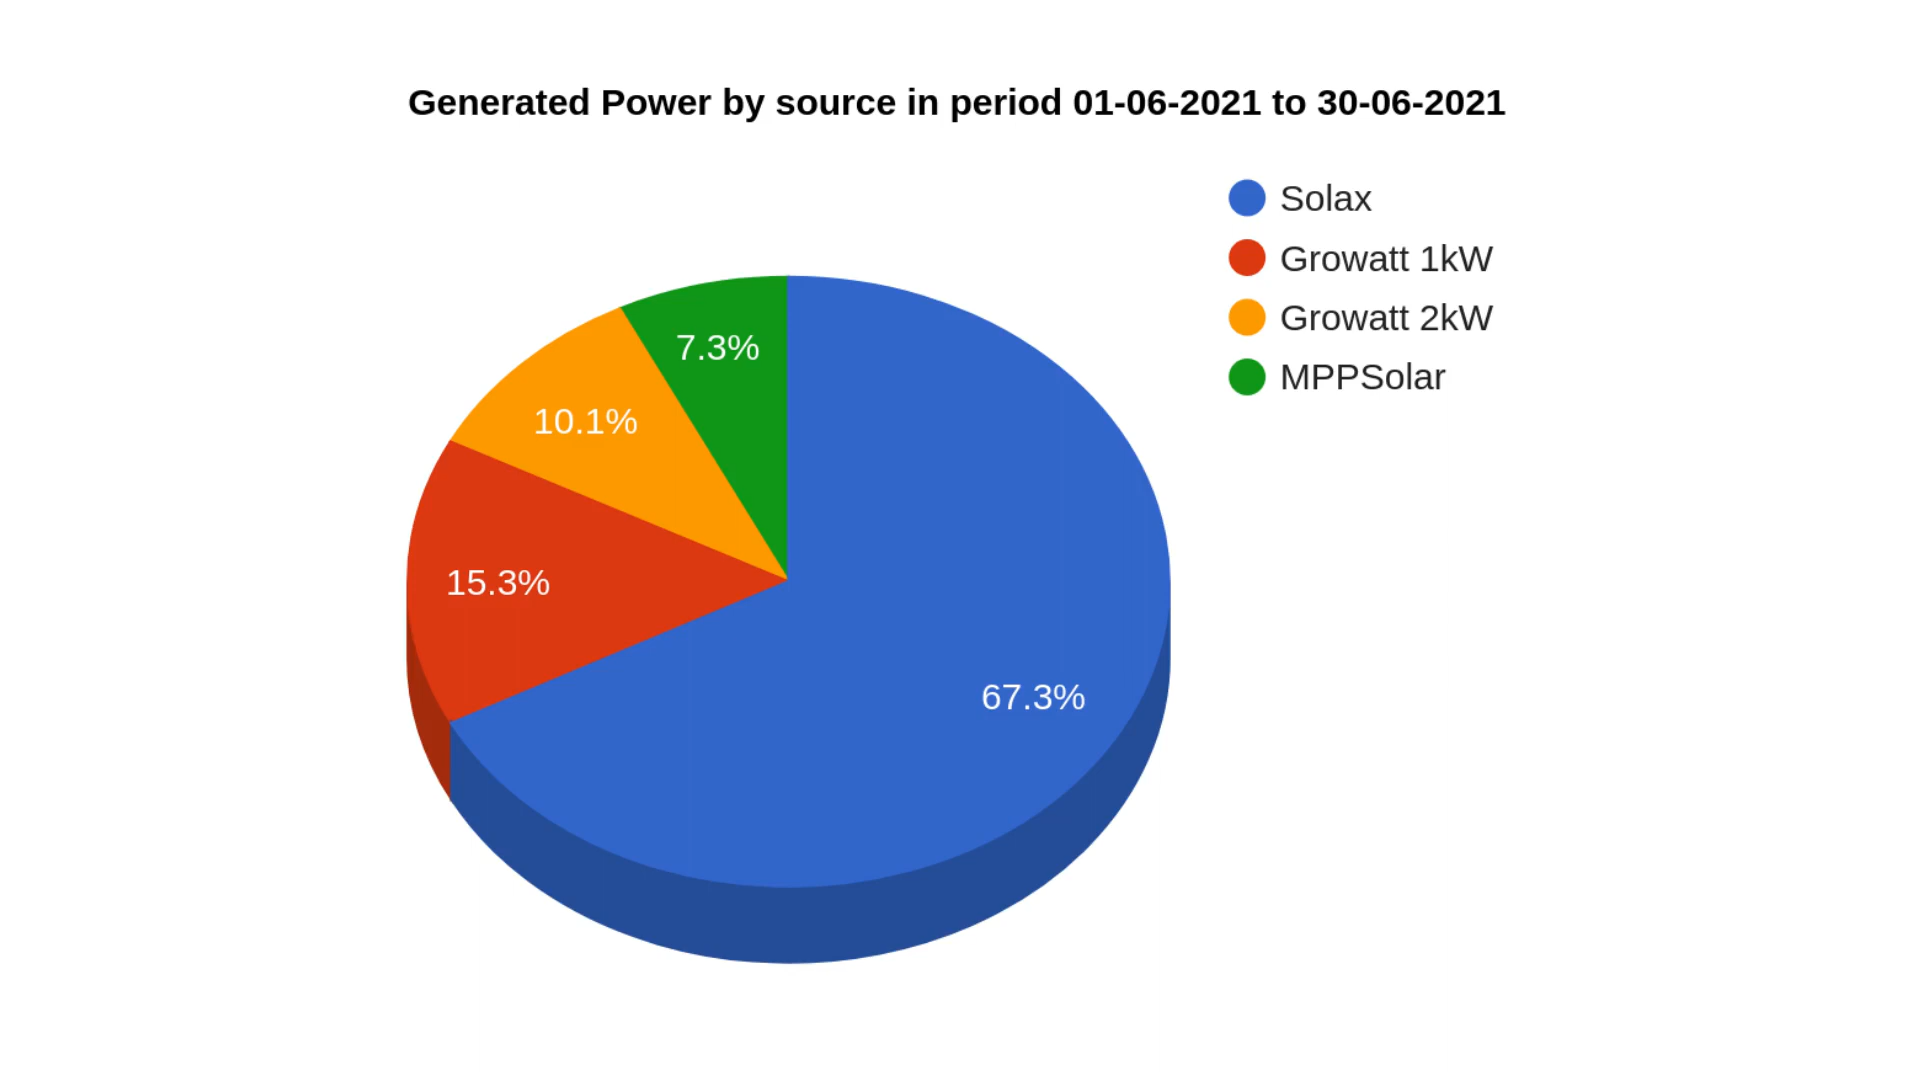 Generated Power by source in period 01-06-2021 to 30-06-2021
Solax
Growatt 1kW
Growatt 2kW
MPPSolar
7.3%
10.1%
15.3%
67.3%